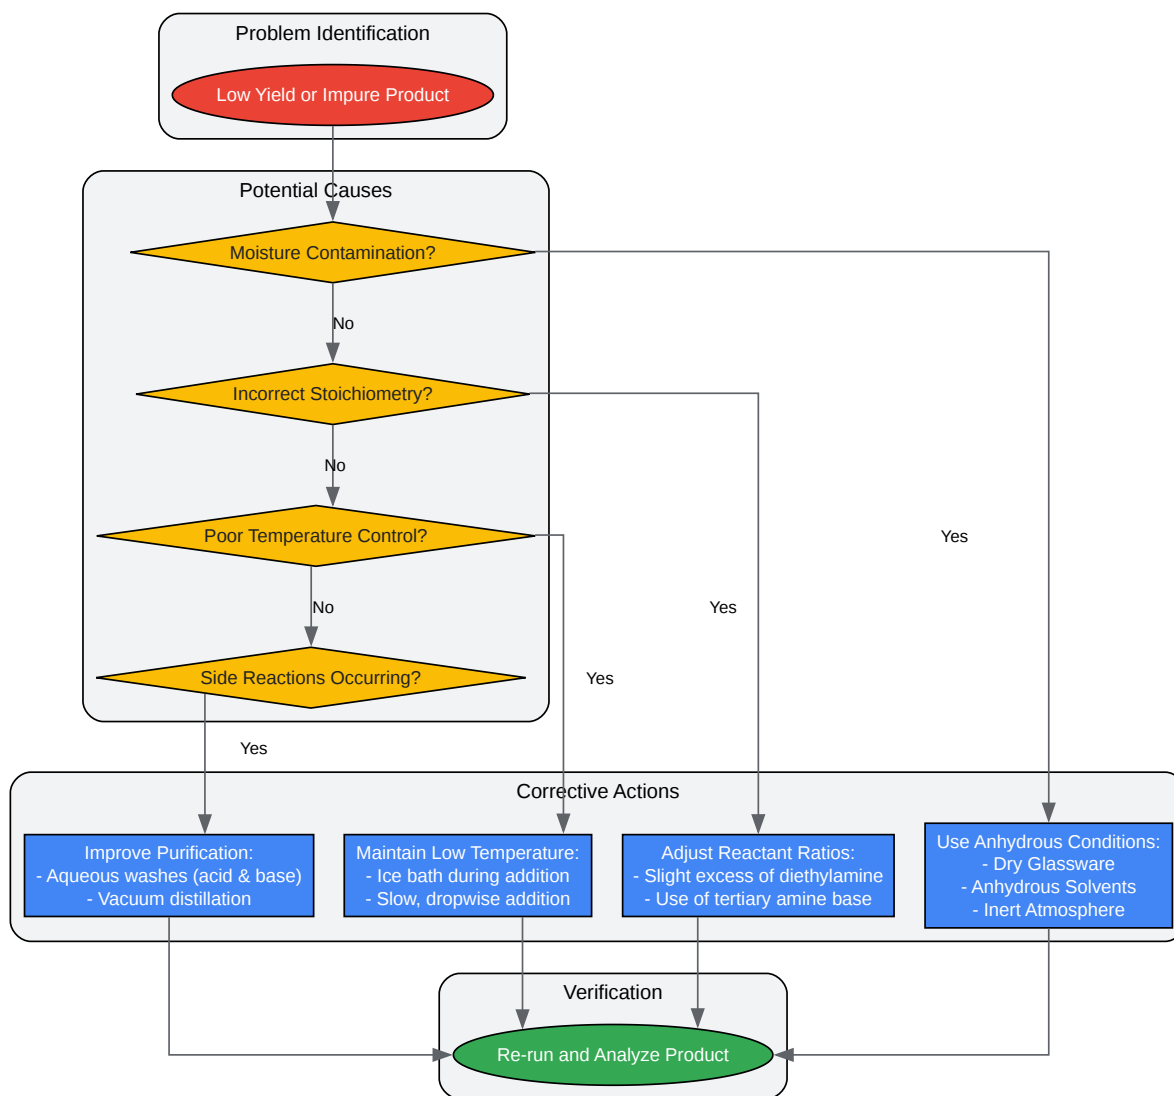 Problem Identification
Low Yield or Impure Product
Potential Causes
Moisture Contamination?
No
Incorrect Stoichiometry?
No
Poor Temperature Control?
Yes
No
Yes
Side Reactions Occurring?
Yes
Yes
Corrective Actions
Improve Purification:
- Aqueous washes (acid & base)
- Vacuum distillation
Maintain Low Temperature:
- Ice bath during addition
- Slow, dropwise addition
Adjust Reactant Ratios:
- Slight excess of diethylamine
- Use of tertiary amine base
Use Anhydrous Conditions:
- Dry Glassware
- Anhydrous Solvents
- Inert Atmosphere
Verification
Re-run and Analyze Product